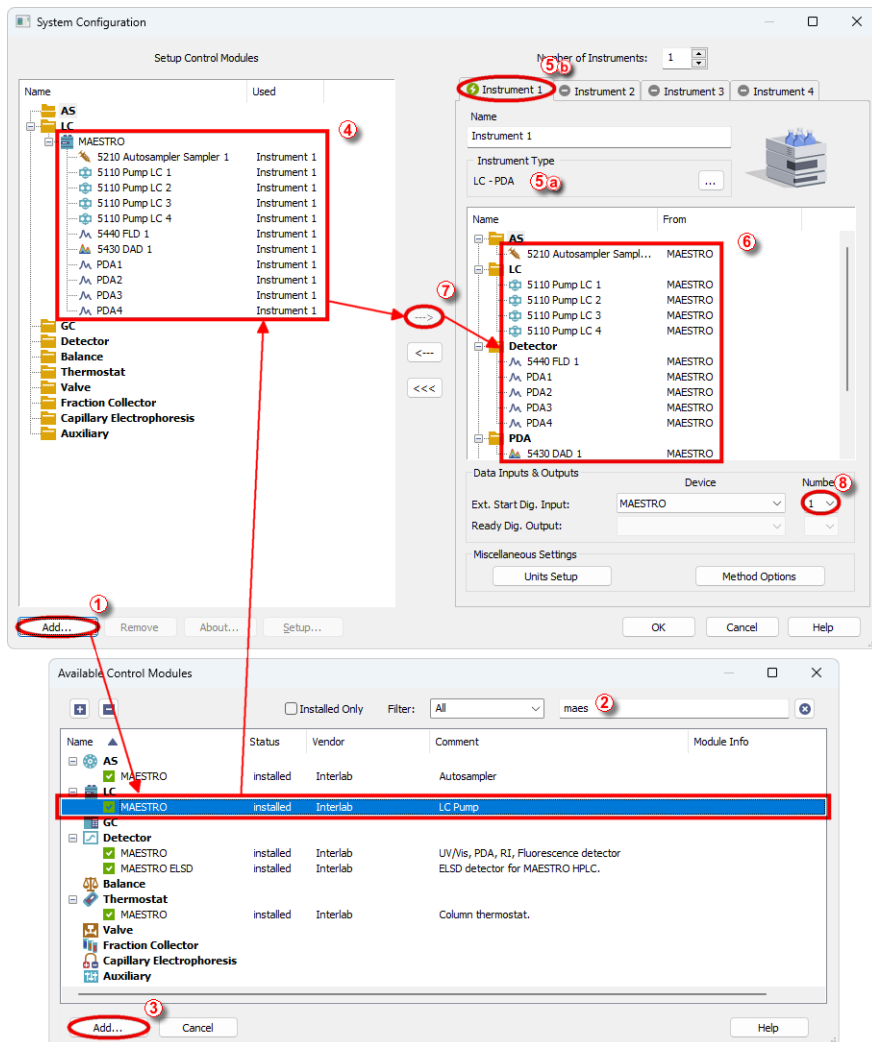 System Configuration
Setup Control Modules
Number of Instruments: 1
⑤b
Name Used
AS
LC
④
MAESTRO
5210 Autosampler Sampler 1 Instrument 1
5110 Pump LC 1 Instrument 1
5110 Pump LC 2 Instrument 1
5110 Pump LC 3 Instrument 1
5110 Pump LC 4 Instrument 1
5440 FLD 1 Instrument 1
5430 DAD 1 Instrument 1
PDA1 Instrument 1
PDA2 Instrument 1
PDA3 Instrument 1
PDA4 Instrument 1
GC
Detector
Balance
Thermostat
Valve
Fraction Collector
Capillary Electrophoresis
Auxiliary
⑦
--->
<---
<<<
Instrument 1 Instrument 2 Instrument 3 Instrument 4
Name
Instrument 1
Instrument Type
LC - PDA ⑤a ...
Name From
⑥
AS
5210 Autosampler Sampl... MAESTRO
LC
5110 Pump LC 1 MAESTRO
5110 Pump LC 2 MAESTRO
5110 Pump LC 3 MAESTRO
5110 Pump LC 4 MAESTRO
Detector
5440 FLD 1 MAESTRO
PDA1 MAESTRO
PDA2 MAESTRO
PDA3 MAESTRO
PDA4 MAESTRO
PDA
5430 DAD 1 MAESTRO
Data Inputs & Outputs
Device Numbe ⑧
Ext. Start Dig. Input: MAESTRO 1
Ready Dig. Output:
Miscellaneous Settings
Units Setup Method Options
①
Add... Remove About... Setup... OK Cancel Help
Available Control Modules
Installed Only Filter: All maes ②
Name Status Vendor Comment Module Info
AS
MAESTRO installed Interlab Autosampler
LC
MAESTRO installed Interlab LC Pump
GC
Detector
MAESTRO installed Interlab UV/Vis, PDA, RI, Fluorescence detector
MAESTRO ELSD installed Interlab ELSD detector for MAESTRO HPLC.
Balance
Thermostat
MAESTRO installed Interlab Column thermostat.
Valve
Fraction Collector
Capillary Electrophoresis
Auxiliary
③
Add... Cancel Help